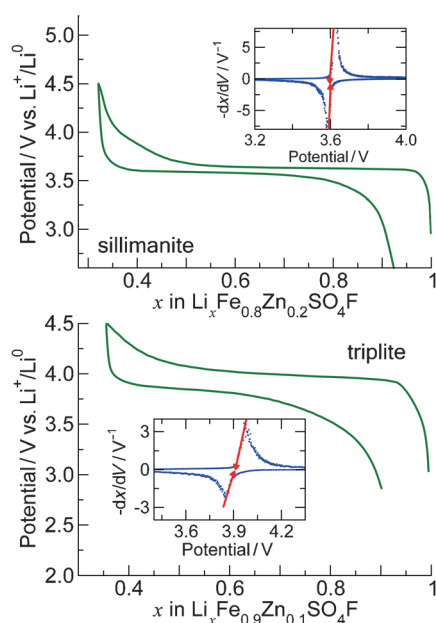 5.0
4.5
4.0
3.5
3.0
Potential / V vs. Li⁺/Li⁰
sillimanite
5
0
-5
-dx/dV / V⁻¹
3.2 3.6 4.0
Potential / V
0.4 0.6 0.8 1
x in LiₓFe₀.₈Zn₀.₂SO₄F
4.5
4.0
3.5
3.0
2.5
2.0
Potential / V vs. Li⁺/Li⁰
triplite
3
0
-3
-dx/dV / V⁻¹
3.6 3.9 4.2
Potential / V
0.4 0.6 0.8 1
x in LiₓFe₀.₉Zn₀.₁SO₄F